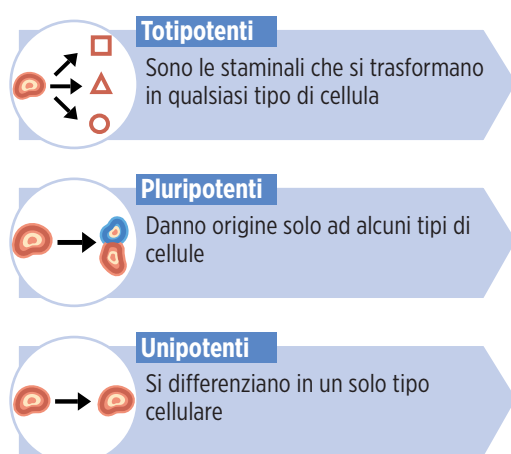 Totipotenti
Sono le staminali che si trasformano
in qualsiasi tipo di cellula
Pluripotenti
Danno origine solo ad alcuni tipi di
cellule
Unipotenti
Si differenziano in un solo tipo
cellulare